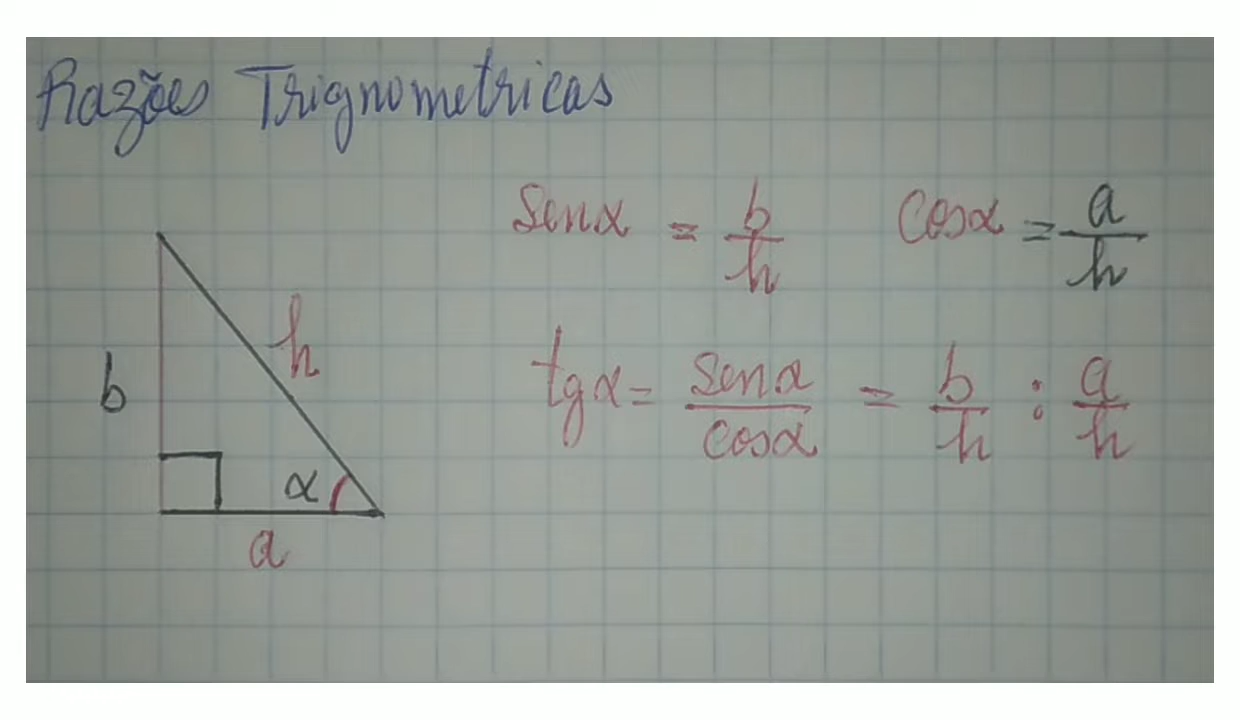 Razões Trignometricas
senα = b/h cosα = a/h
b
h
tgα = senα/cosα = b/h : a/h
α
a